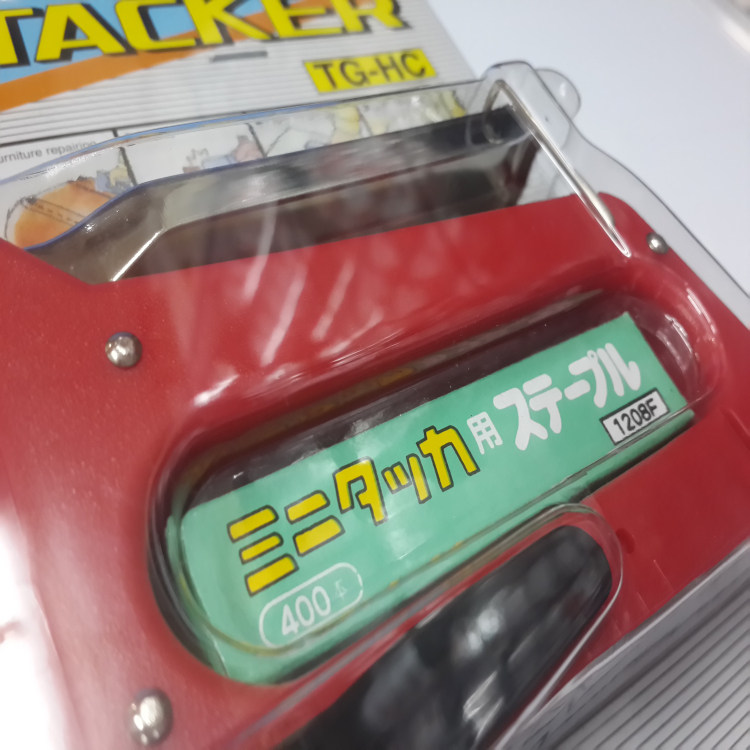 TACKER
TG-HC
urniture repairing
ミニタッカ用ステープル
1208F
400本